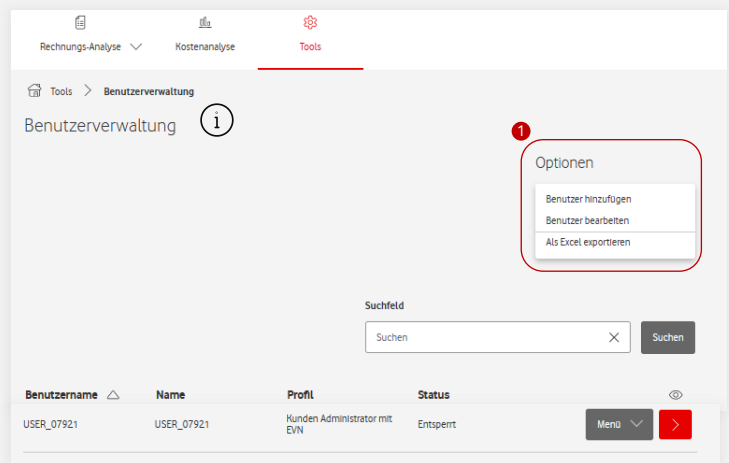 Rechnungs-Analyse
Kostenanalyse
Tools
Tools > Benutzerverwaltung
Benutzerverwaltung i
1
Optionen
Benutzer hinzufügen
Benutzer bearbeiten
Als Excel exportieren
Suchfeld
Suchen
Suchen
Benutzername Name Profil Status
USER_07921 USER_07921 Kunden Administrator mit Entsperrt Menü
EVN